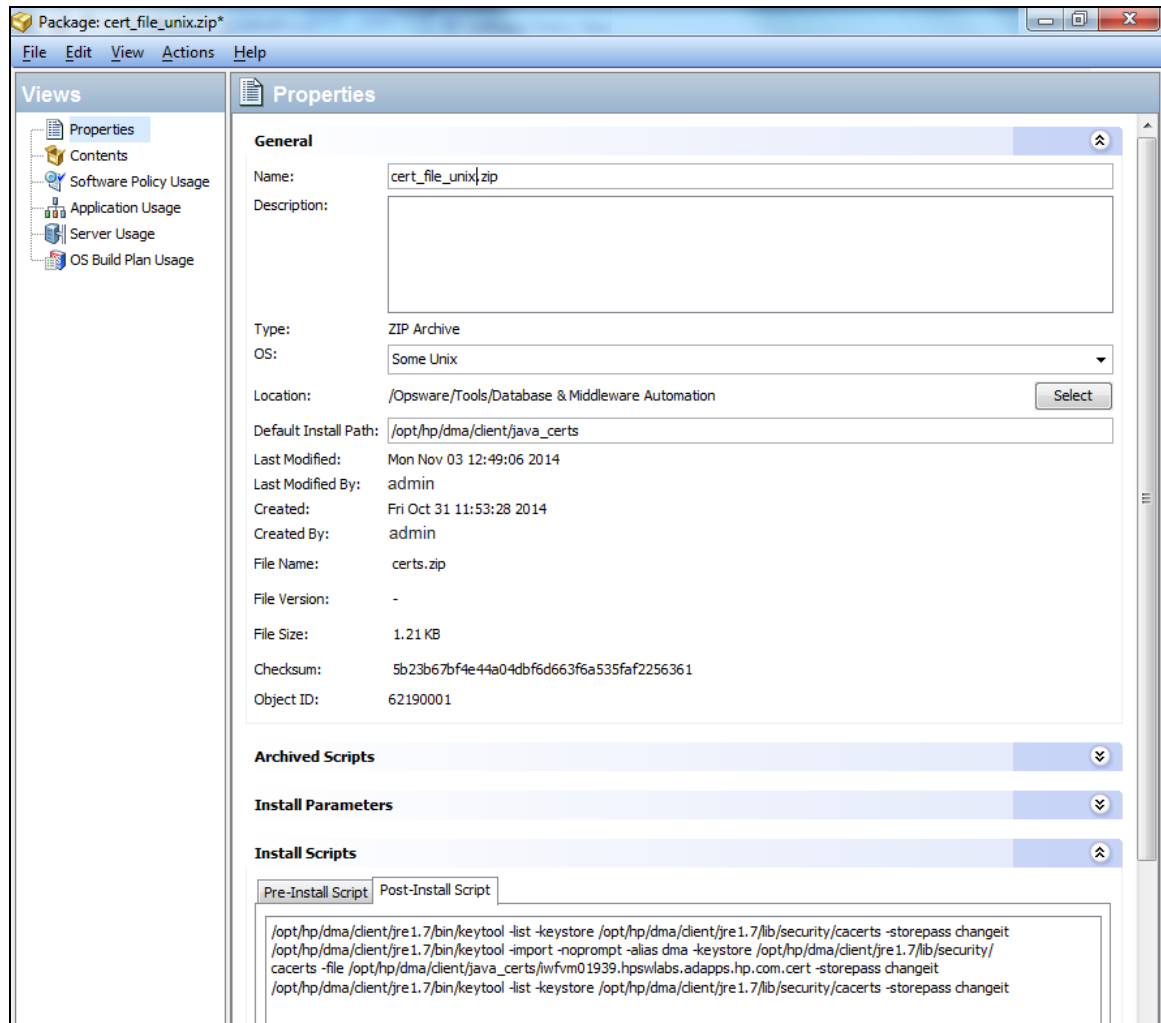 Package: cert_file_unix.zip*
File Edit View Actions Help
Views
Properties
Contents
Software Policy Usage
Application Usage
Server Usage
OS Build Plan Usage
Properties
General
Name: cert_file_unix.zip
Description:
Type: ZIP Archive
OS: Some Unix
Location: /Opsware/Tools/Database & Middleware Automation Select
Default Install Path: /opt/hp/dma/client/java_certs
Last Modified: Mon Nov 03 12:49:06 2014
Last Modified By: admin
Created: Fri Oct 31 11:53:28 2014
Created By: admin
File Name: certs.zip
File Version: -
File Size: 1.21 KB
Checksum: 5b23b67bf4e44a04dbf6d663f6a535faf2256361
Object ID: 62190001
Archived Scripts
Install Parameters
Install Scripts
Pre-Install Script Post-Install Script
/opt/hp/dma/client/jre1.7/bin/keytool -list -keystore /opt/hp/dma/client/jre1.7/lib/security/cacerts -storepass changeit
/opt/hp/dma/client/jre1.7/bin/keytool -import -noprompt -alias dma -keystore /opt/hp/dma/client/jre1.7/lib/security/
cacerts -file /opt/hp/dma/client/java_certs/iwfvm01939.hpswlabs.adapps.hp.com.cert -storepass changeit
/opt/hp/dma/client/jre1.7/bin/keytool -list -keystore /opt/hp/dma/client/jre1.7/lib/security/cacerts -storepass changeit